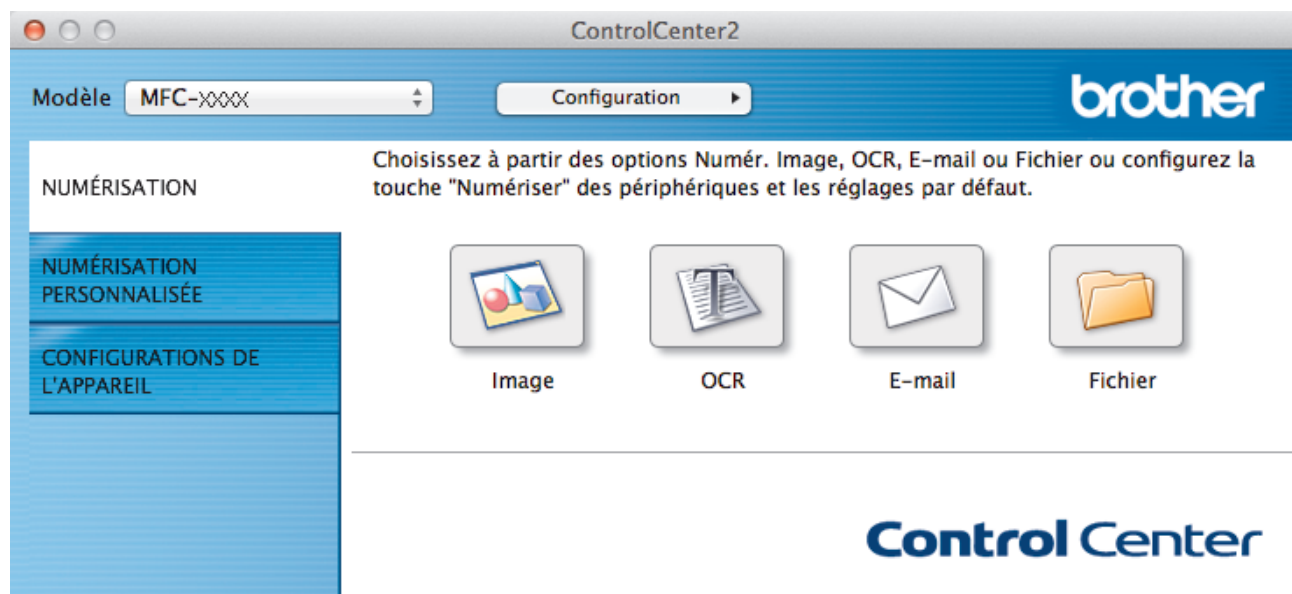 ControlCenter2
Modèle MFC-XXXX Configuration brother
NUMÉRISATION
Choisissez à partir des options Numér. Image, OCR, E-mail ou Fichier ou configurez la
touche "Numériser" des périphériques et les réglages par défaut.
NUMÉRISATION
PERSONNALISÉE
CONFIGURATIONS DE
L'APPAREIL
Image OCR E-mail Fichier
Control Center